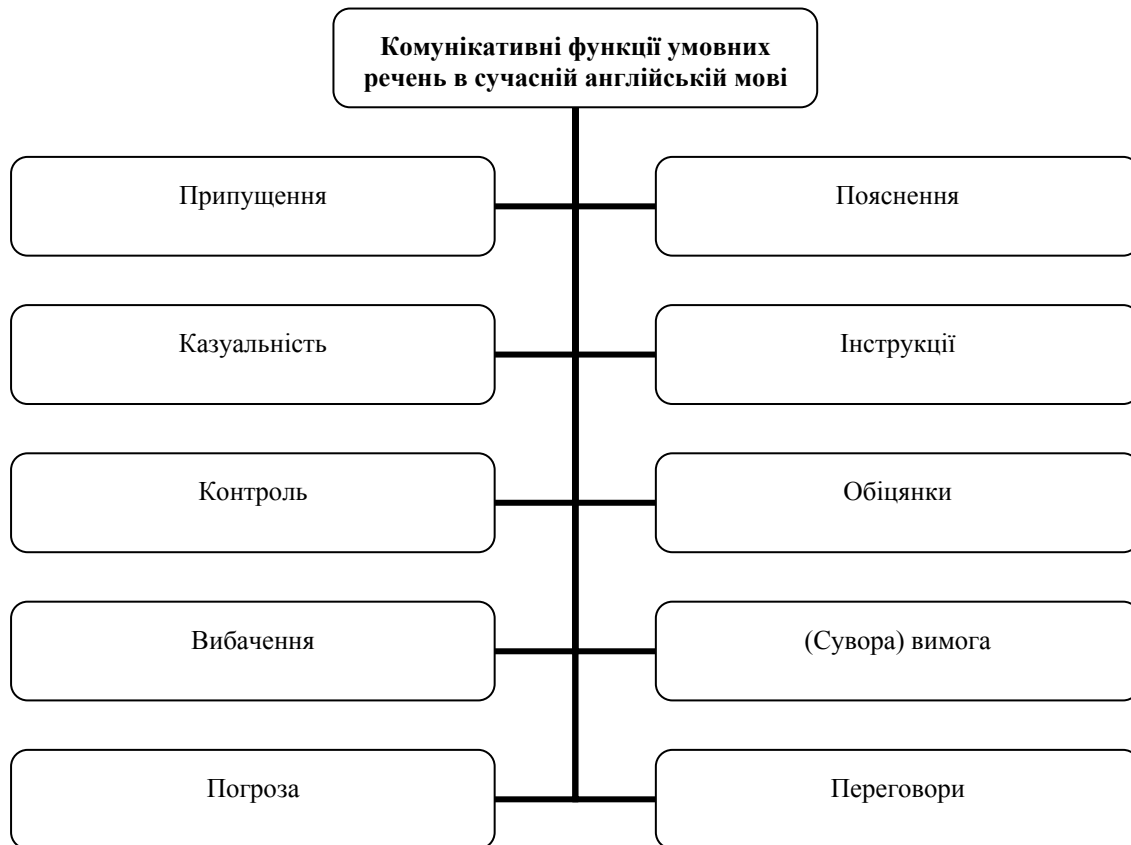 Комунікативні функції умовних
речень в сучасній англійській мові
Припущення
Пояснення
Казуальність
Інструкції
Контроль
Обіцянки
Вибачення
(Сувора) вимога
Погроза
Переговори